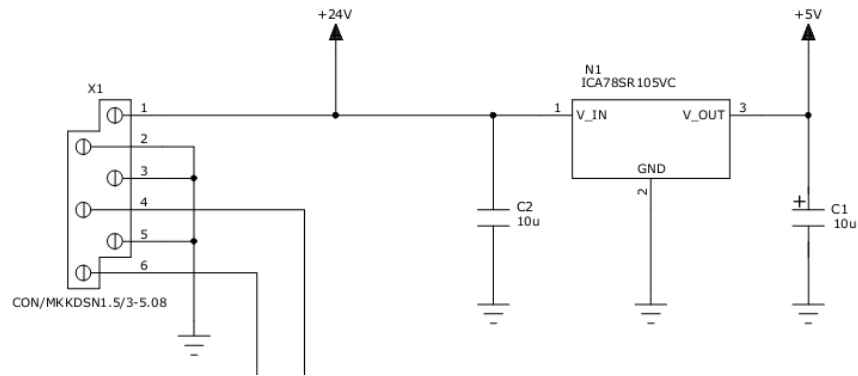 +24V
+5V
X1
N1
ICA78SR105VC
1
1
V_IN
V_OUT
3
2
3
GND
2
4
C2
10u
+
C1
10u
5
6
CON/MKKDSN1.5/3-5.08